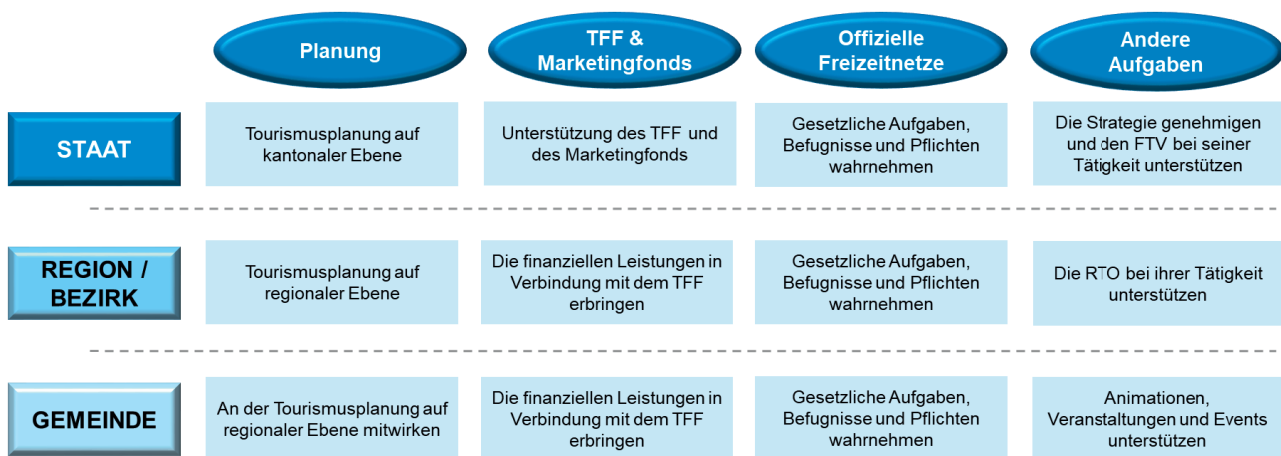 Planung
TFF &
Marketingfonds
Offizielle
Freizeitnetze
Andere
Aufgaben
STAAT
Tourismusplanung auf
kantonaler Ebene
Unterstützung des TFF und
des Marketingfonds
Gesetzliche Aufgaben,
Befugnisse und Pflichten
wahrnehmen
Die Strategie genehmigen
und den FTV bei seiner
Tätigkeit unterstützen
REGION /
BEZIRK
Tourismusplanung auf
regionaler Ebene
Die finanziellen Leistungen in
Verbindung mit dem TFF
erbringen
Gesetzliche Aufgaben,
Befugnisse und Pflichten
wahrnehmen
Die RTO bei ihrer Tätigkeit
unterstützen
GEMEINDE
An der Tourismusplanung auf
regionaler Ebene mitwirken
Die finanziellen Leistungen in
Verbindung mit dem TFF
erbringen
Gesetzliche Aufgaben,
Befugnisse und Pflichten
wahrnehmen
Animationen,
Veranstaltungen und Events
unterstützen